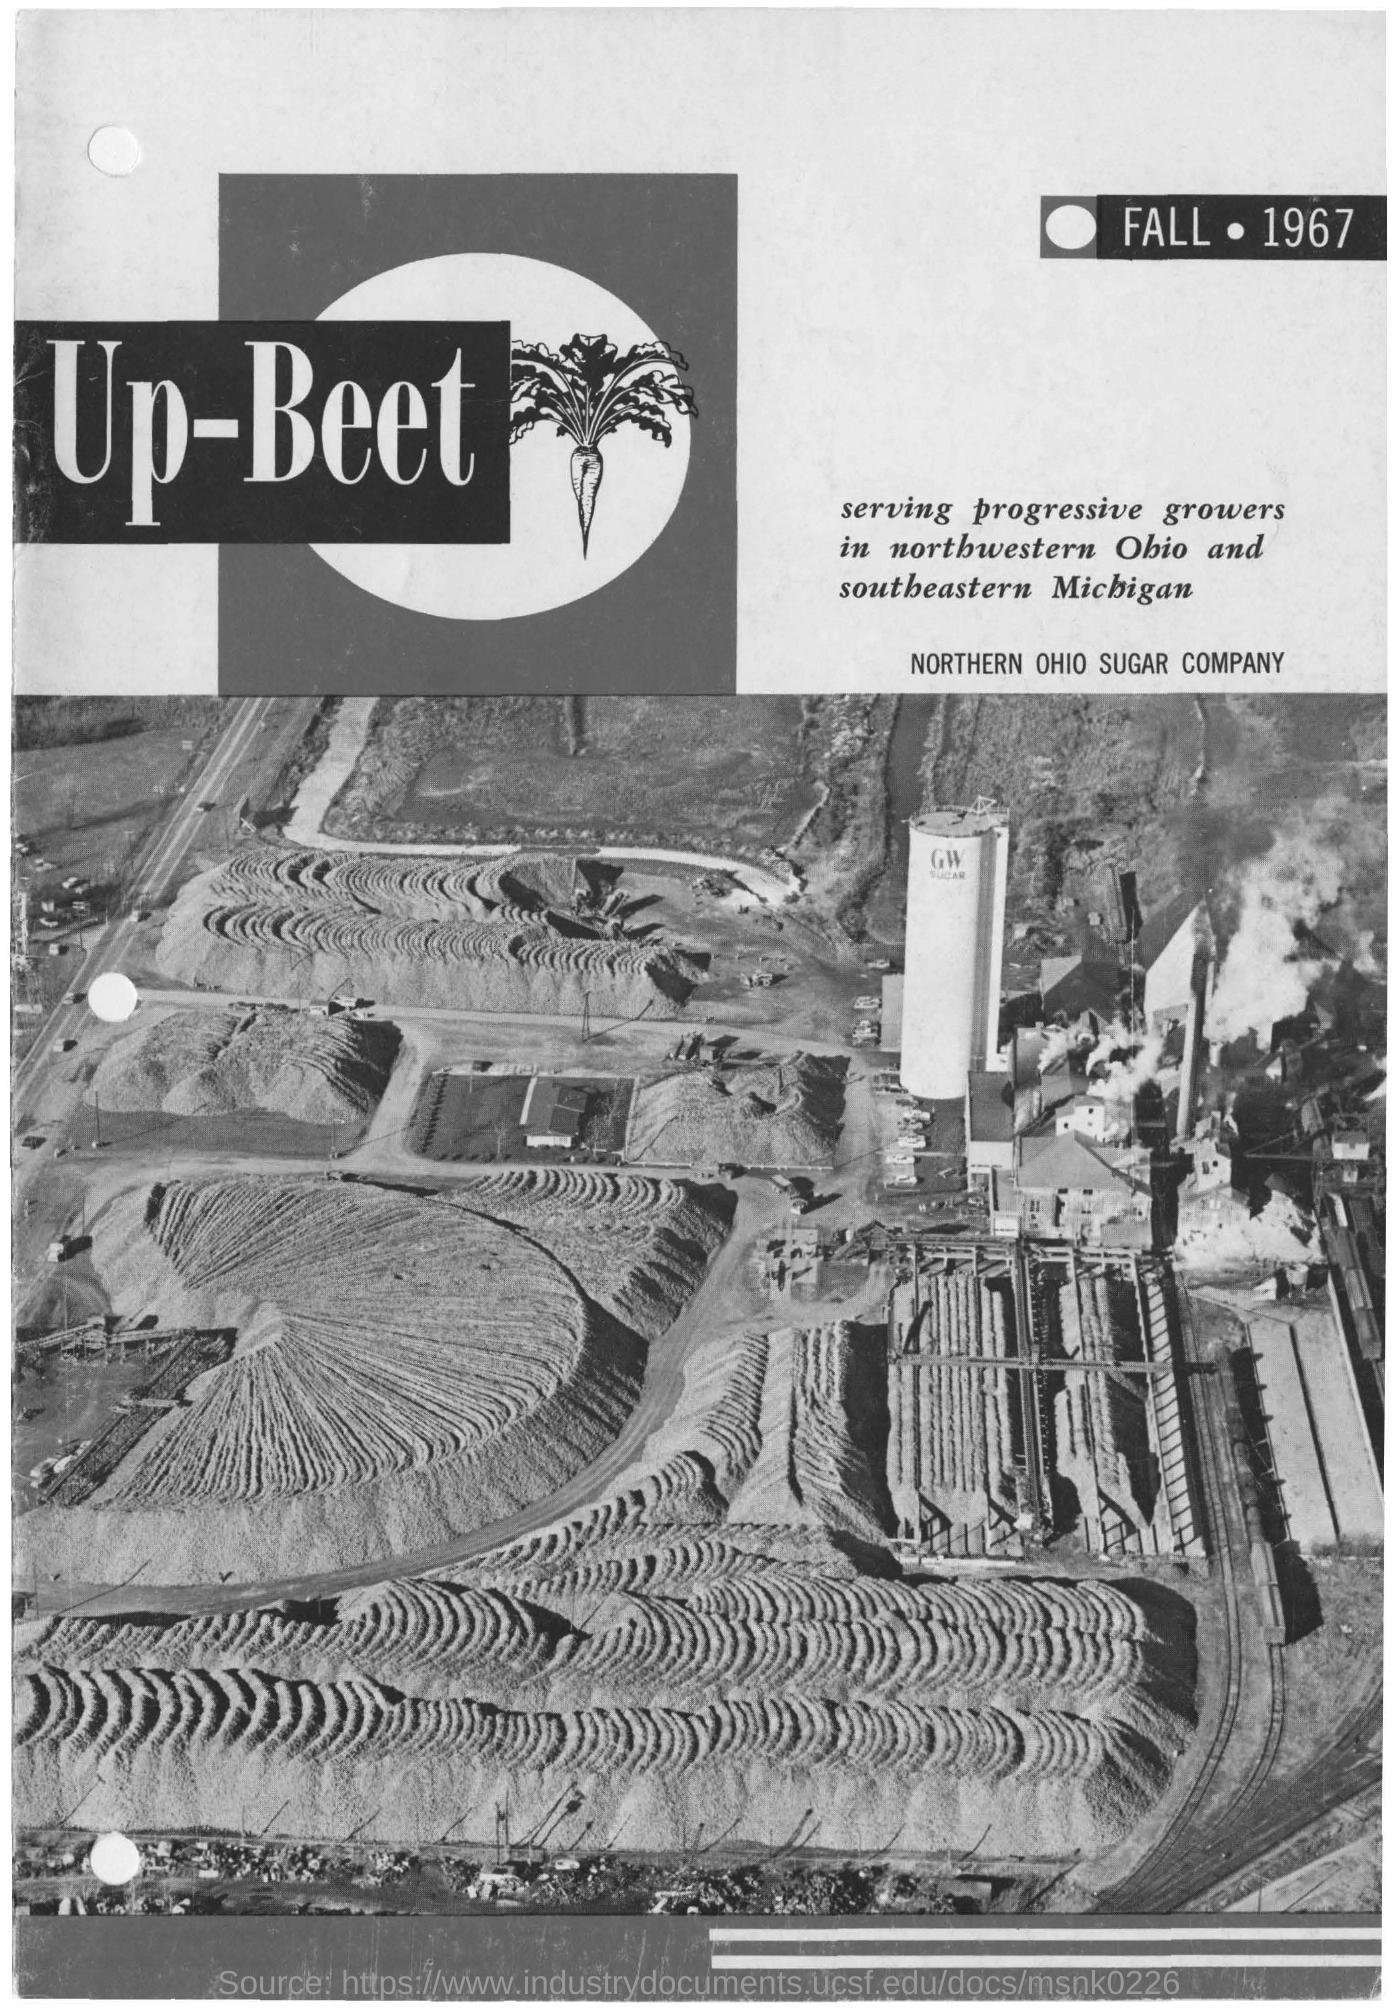 FALL • 1967
Up-Beet
serving progressive growers
in northwestern Ohio and
southeastern Michigan
NORTHERN OHIO SUGAR COMPANY
GW
SUGAR
Source: https://www.industrydocuments.ucsf.edu/docs/msnk0226